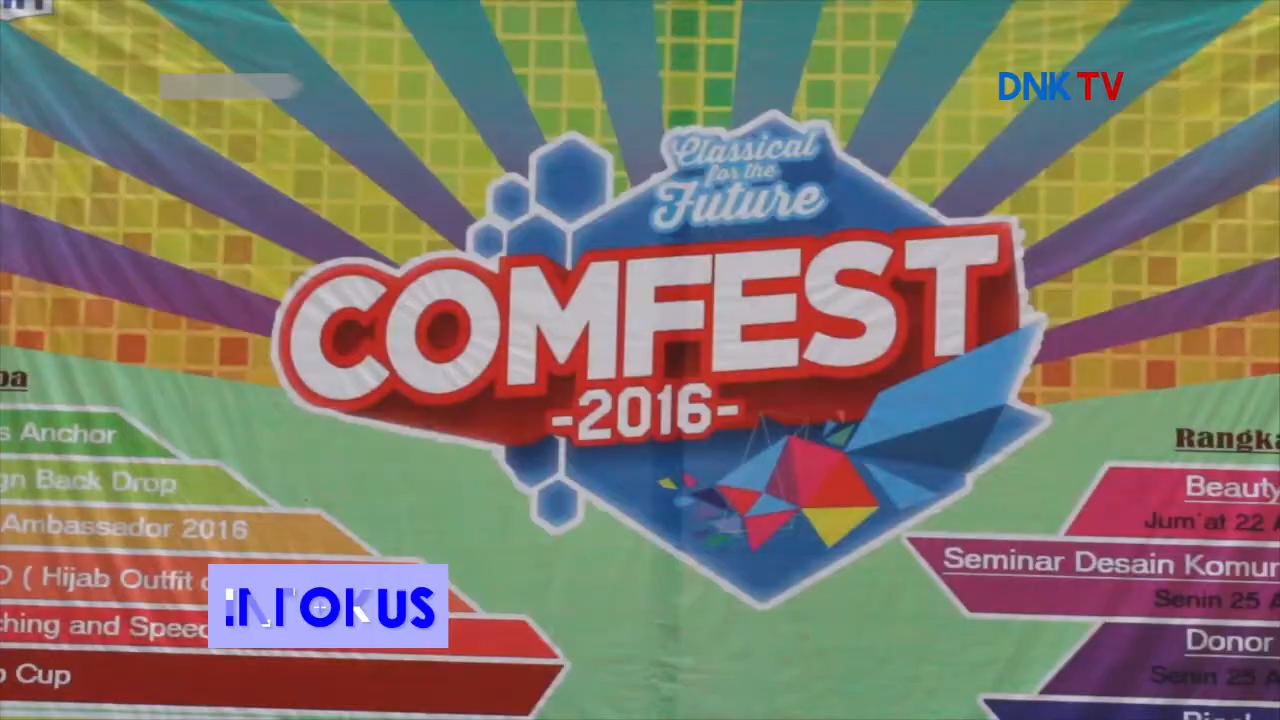 DNK TV
Classical
for the
Future
COMFEST
-2016-
s Anchor
gn Back Drop
Ambassador 2016
( Hijab Outfit
ching and Speec
Cup
INFOKUS
Rangka
Beauty
Jum'at 22
Seminar Desain Komun
Senin 25
Donor
Senin 25